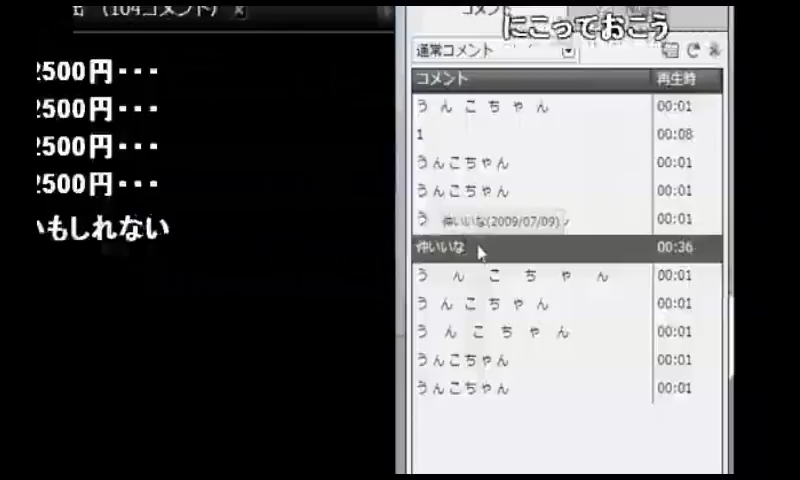 (104コメント) x
2500円･･･
2500円･･･
2500円･･･
2500円･･･
もしれない
コメント
にこっておこう
通常コメント
コメント 再生時
う ん こ ち ゃ ん 00:01
1 00:08
うんこちゃん 00:01
うんこちゃん 00:01
う 仲いいな(2009/07/09) 00:01
仲いいな 00:36
う ん こ ち ゃ ん 00:01
う ん こ ち ゃ ん 00:01
う ん こ ち ゃ ん 00:01
うんこちゃん 00:01
うんこちゃん 00:01